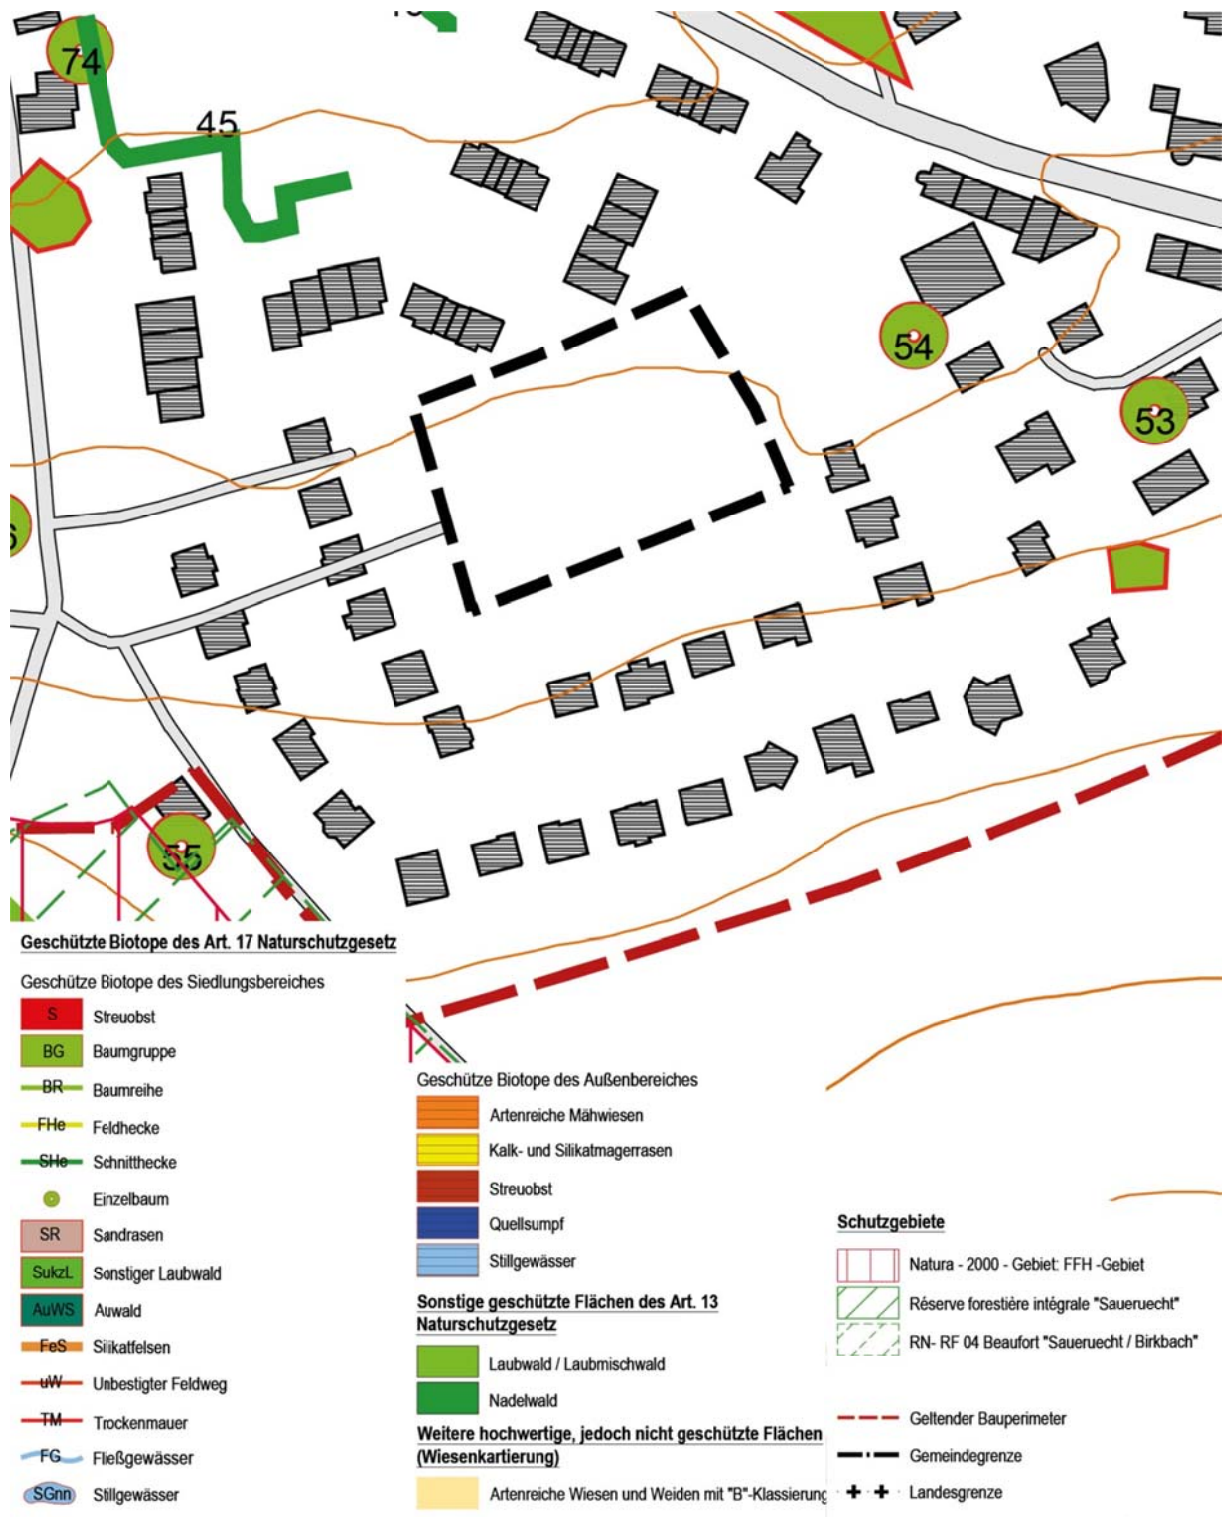 74
45
54
53
55
Geschützte Biotope des Art. 17 Naturschutzgesetz
Geschütze Biotope des Siedlungsbereiches
S Streuobst
BG Baumgruppe
BR Baumreihe
FHe Feldhecke
SHe Schnitthecke
Einzelbaum
SR Sandrasen
SukzL Sonstiger Laubwald
AuWS Auwald
FeS Silikatfelsen
uW Unbestigter Feldweg
TM Trockenmauer
FG Fließgewässer
SGnn Stillgewässer
Geschütze Biotope des Außenbereiches
Artenreiche Mähwiesen
Kalk- und Silikatmagerrasen
Streuobst
Quellsumpf
Stillgewässer
Sonstige geschützte Flächen des Art. 13
Naturschutzgesetz
Laubwald / Laubmischwald
Nadelwald
Weitere hochwertige, jedoch nicht geschützte Flächen
(Wiesenkartierung)
Artenreiche Wiesen und Weiden mit "B"-Klassierung
Schutzgebiete
Natura - 2000 - Gebiet: FFH -Gebiet
Réserve forestière intégrale "Saueruecht"
RN- RF 04 Beaufort "Saueruecht / Birkbach"
Geltender Bauperimeter
Gemeindegrenze
Landesgrenze